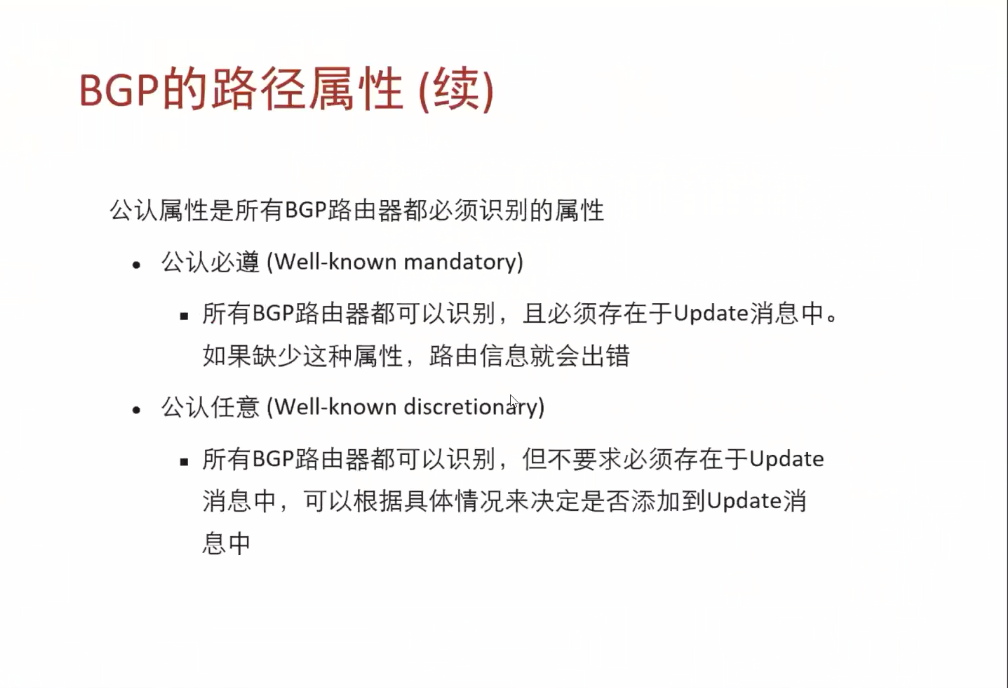 BGP的路径属性 (续)
公认属性是所有BGP路由器都必须识别的属性
• 公认必遵 (Well-known mandatory)
▪ 所有BGP路由器都可以识别，且必须存在于Update消息中。
如果缺少这种属性，路由信息就会出错
• 公认任意 (Well-known discretionary)
▪ 所有BGP路由器都可以识别，但不要求必须存在于Update
消息中，可以根据具体情况来决定是否添加到Update消
息中